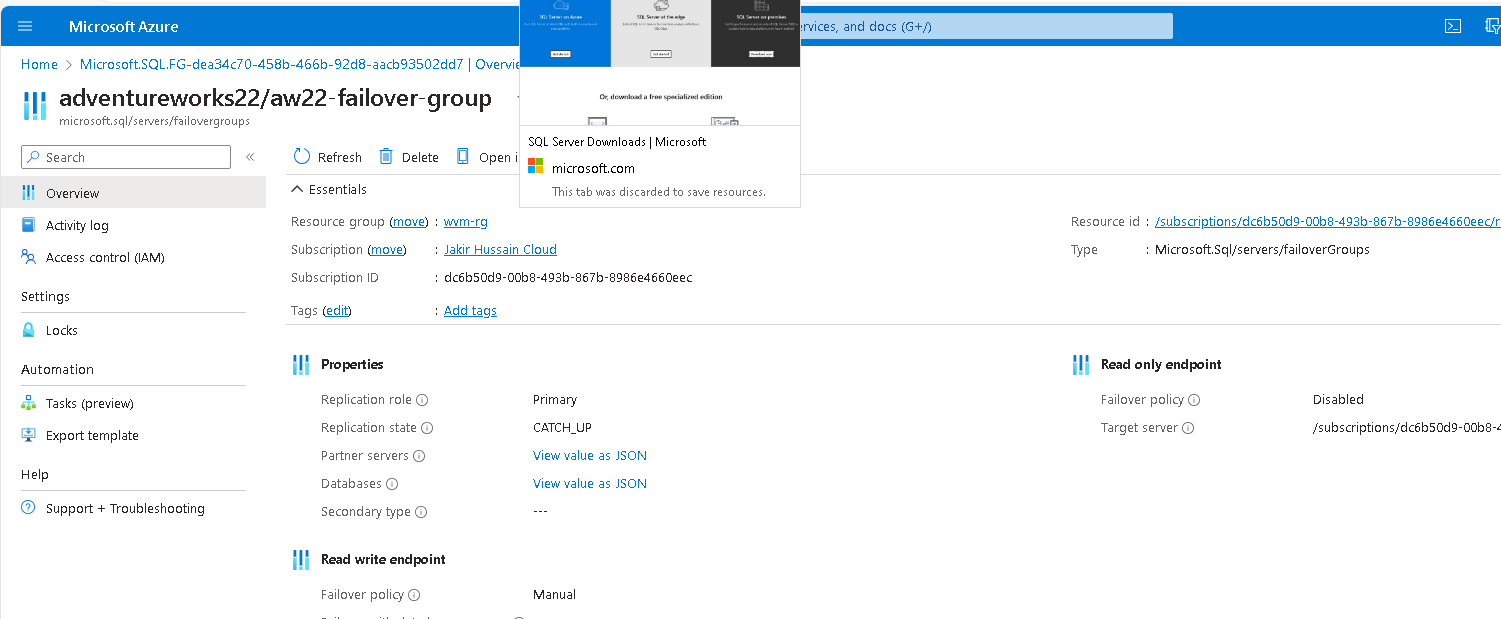 Microsoft Azure
SQL Server on Azure
SQL Server at the edge
SQL Server on premises
ervices, and docs (G+/)
Or, download a free specialized edition
Home > Microsoft.SQL.FG-dea34c70-458b-466b-92d8-aacb93502dd7 | Overvie
adventureworks22/aw22-failover-group
microsoft.sql/servers/failovergroups
SQL Server Downloads | Microsoft
microsoft.com
This tab was discarded to save resources.
Search
«
Overview
Activity log
Access control (IAM)
Settings
Locks
Automation
Tasks (preview)
Export template
Help
Support + Troubleshooting
Refresh Delete Open i
Essentials
Resource group (move) : wvm-rg
Subscription (move) : Jakir Hussain Cloud
Subscription ID : dc6b50d9-00b8-493b-867b-8986e4660eec
Tags (edit) : Add tags
Resource id : /subscriptions/dc6b50d9-00b8-493b-867b-8986e4660eec/r
Type : Microsoft.Sql/servers/failoverGroups
Properties
Replication role Primary
Replication state CATCH_UP
Partner servers View value as JSON
Databases View value as JSON
Secondary type ---
Read only endpoint
Failover policy Disabled
Target server /subscriptions/dc6b50d9-00b8-4
Read write endpoint
Failover policy Manual